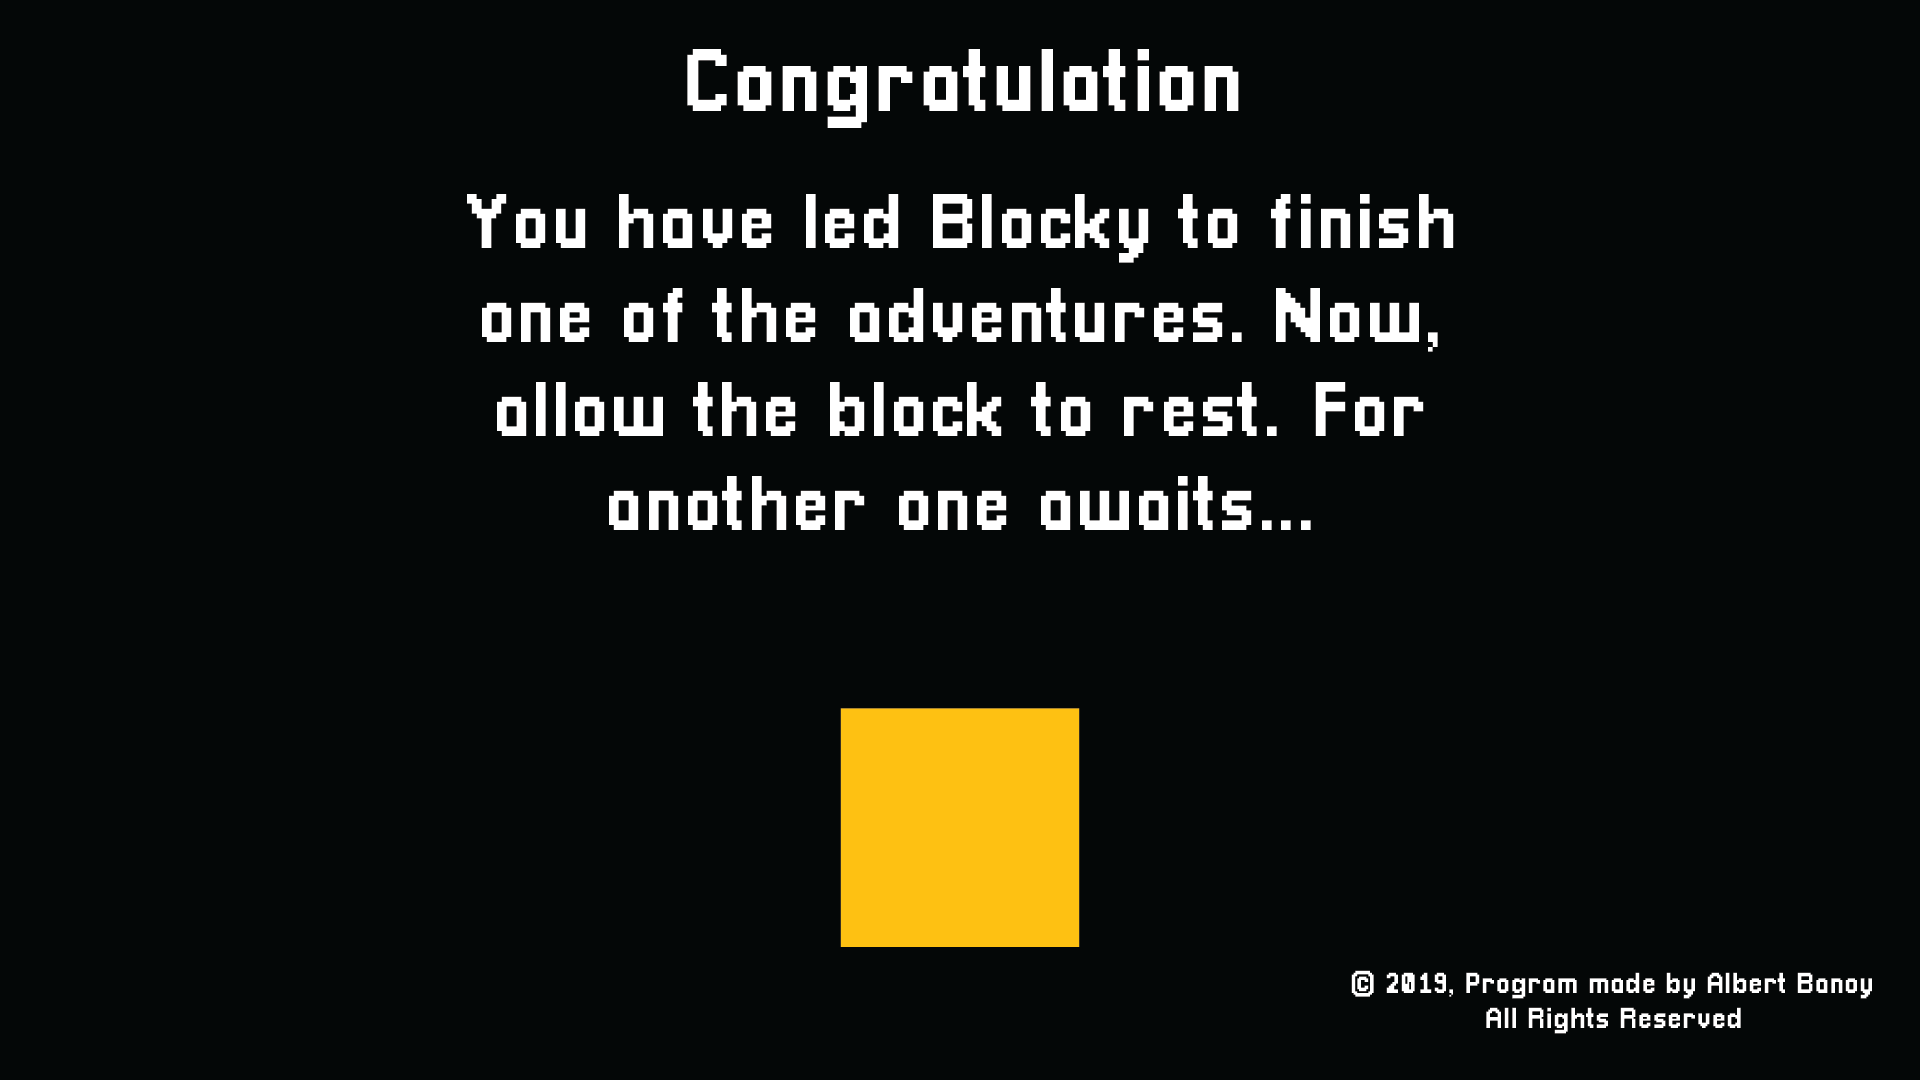 Congratulation
You have led Blocky to finish
one of the adventures. Now,
allow the block to rest. For
another one awaits...
© 2019, Program made by Albert Banoy
All Rights Reserved